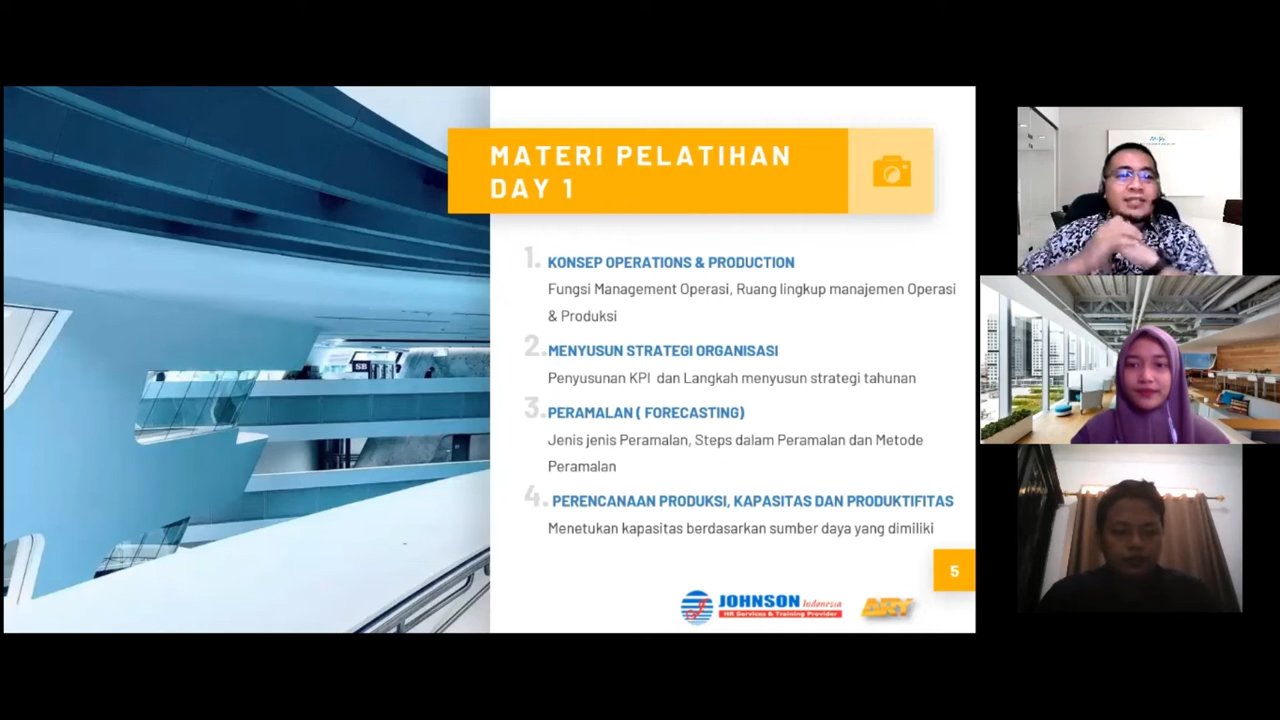 MATERI PELATIHAN
DAY 1
1. KONSEP OPERATIONS & PRODUCTION
Fungsi Management Operasi, Ruang lingkup manajemen Operasi
& Produksi
2. MENYUSUN STRATEGI ORGANISASI
Penyusunan KPI dan Langkah menyusun strategi tahunan
3. PERAMALAN ( FORECASTING)
Jenis jenis Peramalan, Steps dalam Peramalan dan Metode
Peramalan
4. PERENCANAAN PRODUKSI, KAPASITAS DAN PRODUKTIFITAS
Menetukan kapasitas berdasarkan sumber daya yang dimiliki
5
JOHNSON Indonesia
HR Services & Training Provider
ARY
SB